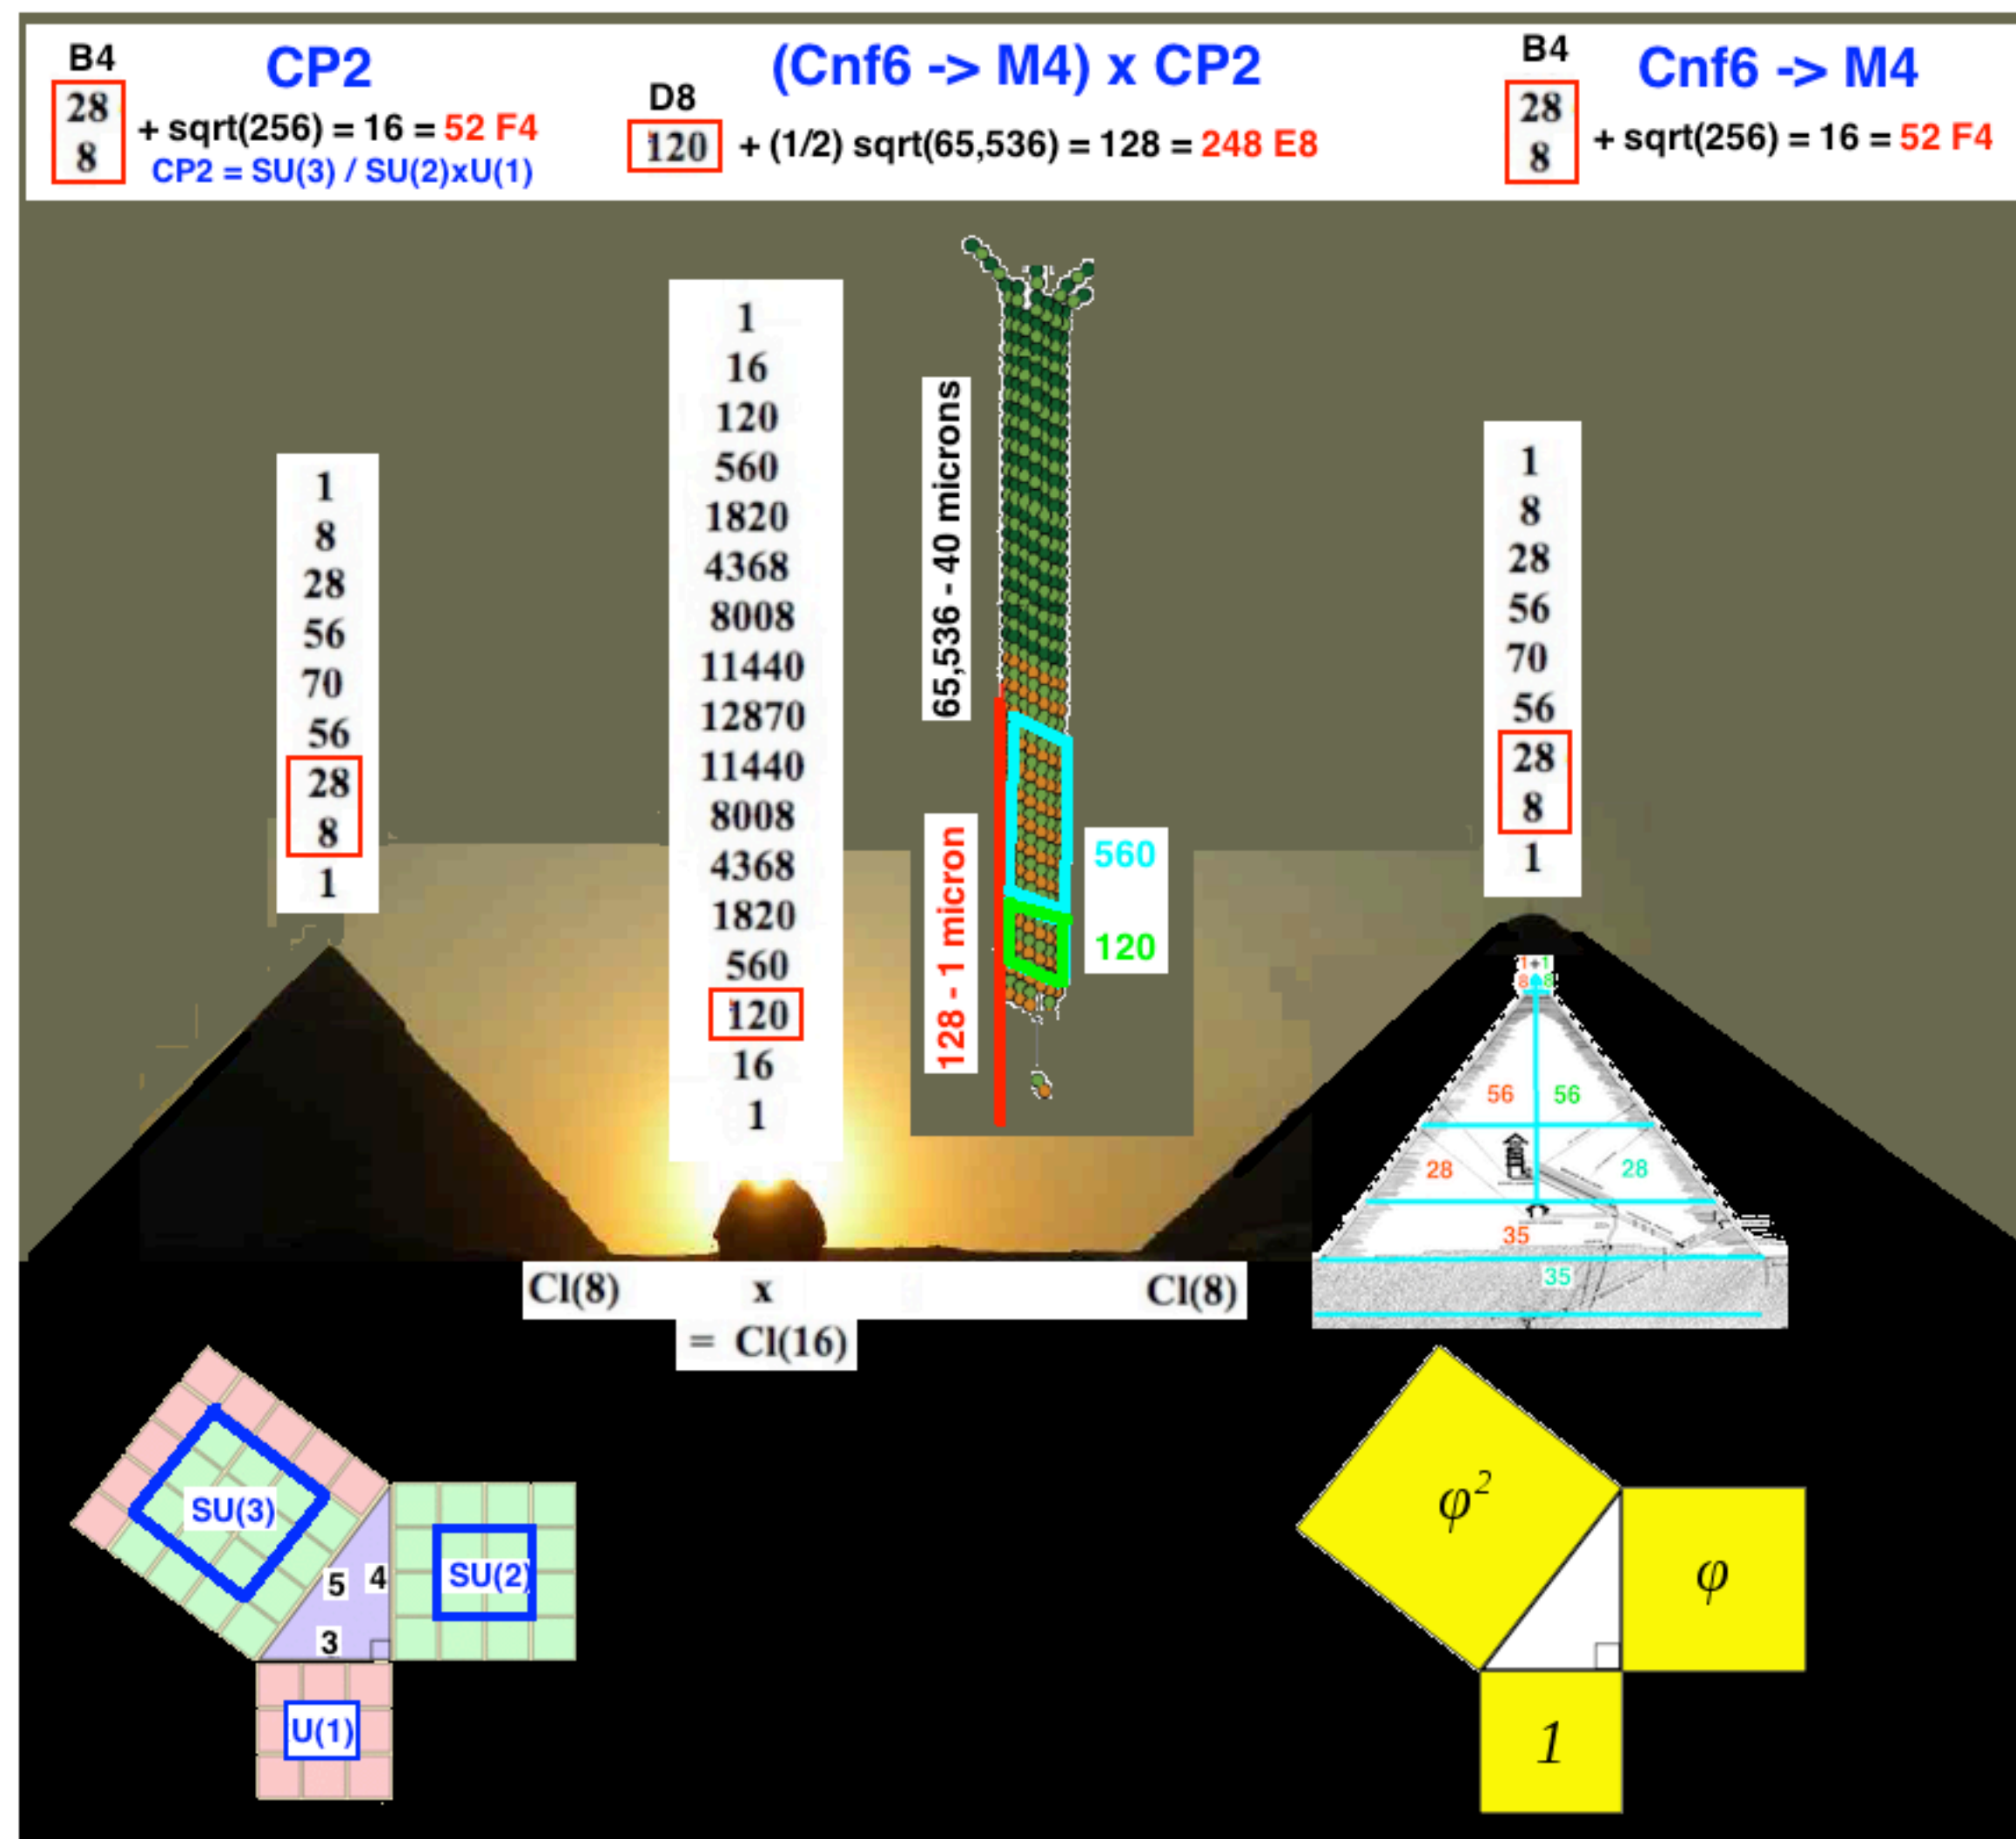 B4
28
8
CP2
+ sqrt(256) = 16 = 52 F4
CP2 = SU(3) / SU(2)xU(1)
(Cnf6 -> M4) x CP2
D8
120
+ (1/2) sqrt(65,536) = 128 = 248 E8
B4
28
8
Cnf6 -> M4
+ sqrt(256) = 16 = 52 F4
1
8
28
56
70
56
28
8
1
1
16
120
560
1820
4368
8008
11440
12870
11440
8008
4368
1820
560
120
16
1
65,536 - 40 microns
128 - 1 micron
560
120
1
8
28
56
70
56
28
8
1
1+1
8 8
56 56
28 28
35
35
Cl(8) x Cl(8)
= Cl(16)
SU(3)
5 4
3
SU(2)
U(1)
φ²
φ
1